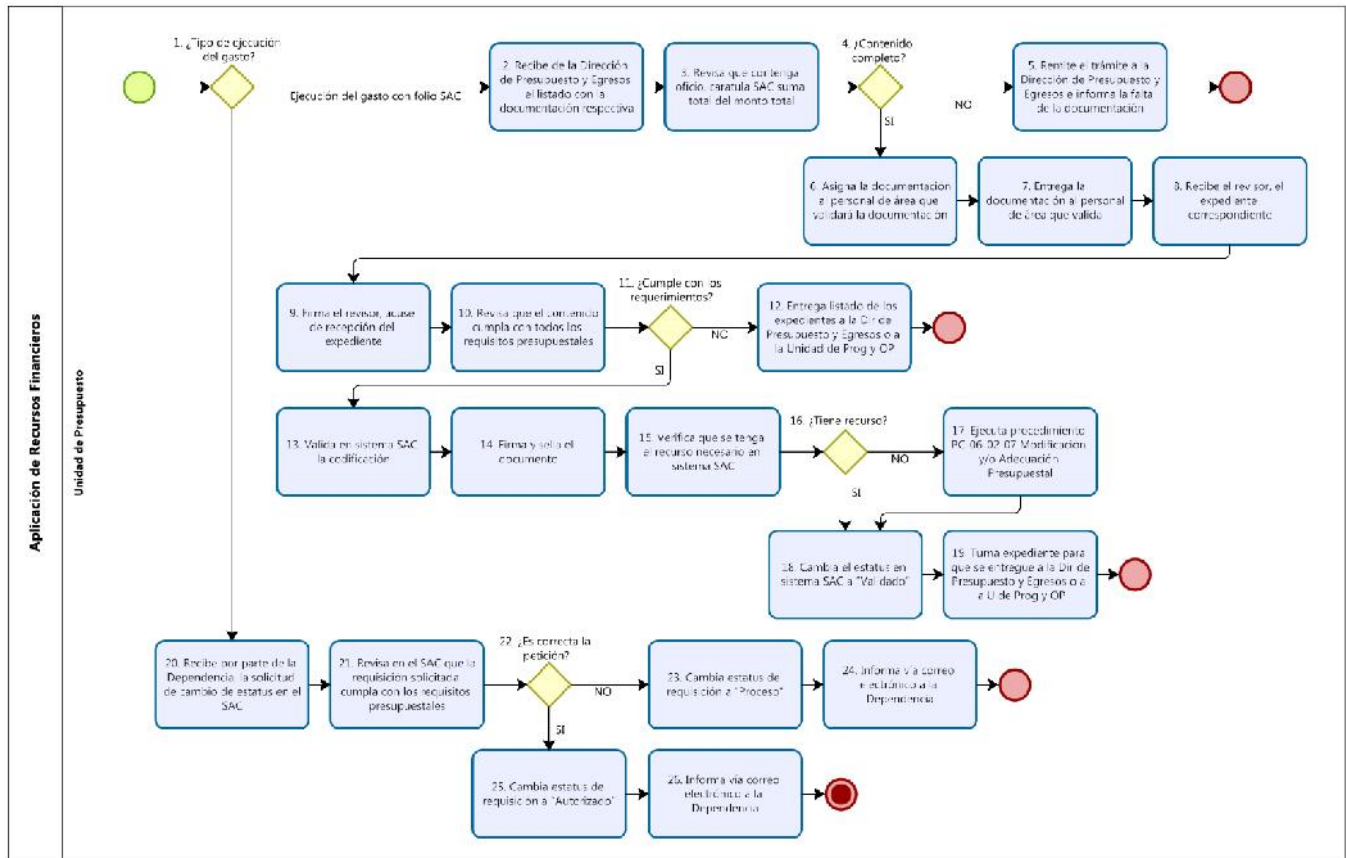 Aplicación de Recursos Financieros
Unidad de Presupuesto
1. ¿Tipo de ejecución
del gasto?
Ejecución del gasto con folio SAC
2. Recibe de la Dirección
de Presupuesto y Egresos
el listado con la
documentación respectiva
3. Revisa que contenga
oficio, caratula SAC suma
total del monto total
4. ¿Contenido
completo?
NO
SI
5. Remite el trámite a la
Dirección de Presupuesto y
Egresos e informa la falta
de la documentación
6. Asigna la documentación
al personal de área que
validará la documentación
7. Entrega la
documentación al personal
de área que valida
8. Recibe el revisor, el
expediente
correspondiente
9. Firma el revisor, acuse
de recepción del
expediente
10. Revisa que el contenido
cumpla con todos los
requisitos presupuestales
11. ¿Cumple con los
requerimientos?
NO
SI
12. Entrega listado de los
expedientes a la Dir de
Presupuesto y Egresos o a
la Unidad de Prog y OP
13. Valida en sistema SAC
la codificación
14. Firma y sella el
documento
15. Verifica que se tenga
el recurso necesario en
sistema SAC
16. ¿Tiene recurso?
NO
SI
17. Ejecuta procedimiento
PC-06-02-07 Modificación
y/o Adecuación
Presupuestal
18. Cambia el estatus en
sistema SAC a "Validado"
19. Turna expediente para
que se entregue a la Dir de
Presupuesto y Egresos o a
a U de Prog y OP
20. Recibe por parte de la
Dependencia, la solicitud
de cambio de estatus en el
SAC
21. Revisa en el SAC que la
requisición solicitada
cumpla con los requisitos
presupuestales
22. ¿Es correcta la
petición?
NO
SI
23. Cambia estatus de
requisición a "Proceso"
24. Informa vía correo
electrónico a la
Dependencia
25. Cambia estatus de
requisición a "Autorizado"
26. Informa vía correo
electrónico a la
Dependencia